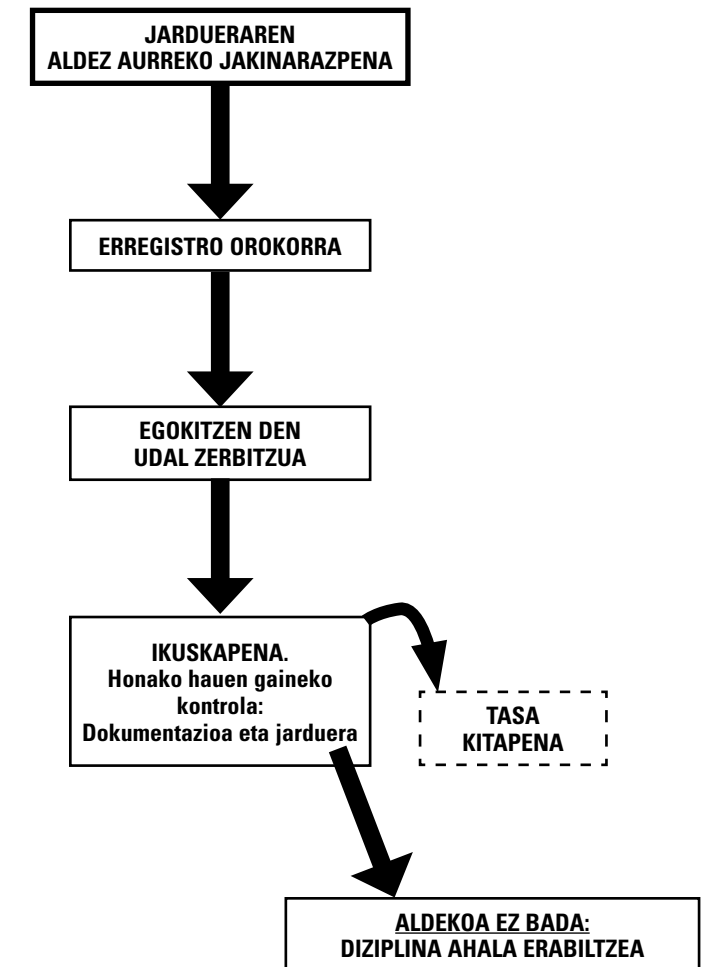 JARDUERAREN
ALDEZ AURREKO JAKINARAZPENA
ERREGISTRO OROKORRA
EGOKITZEN DEN
UDAL ZERBITZUA
IKUSKAPENA.
Honako hauen gaineko
kontrola:
Dokumentazioa eta jarduera
TASA
KITAPENA
ALDEKOA EZ BADA:
DIZIPLINA AHALA ERABILTZEA